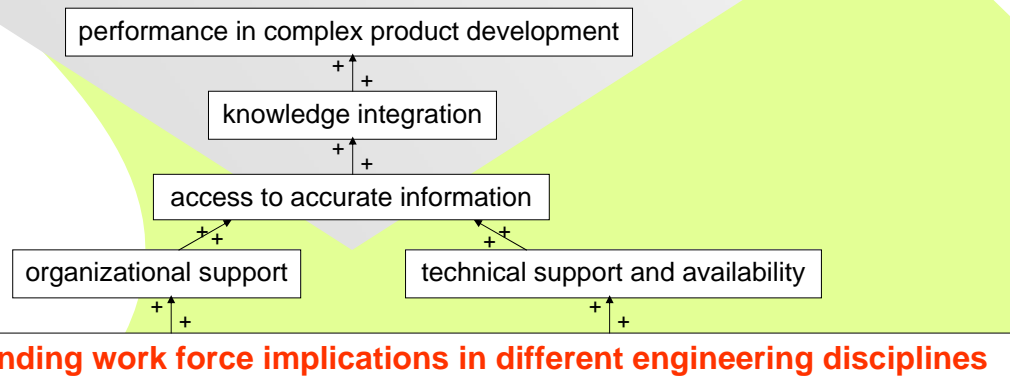 performance in complex product development
+
+
knowledge integration
+
+
access to accurate information
+ +
+ +
organizational support
technical support and availability
+
+
+
+
nding work force implications in different engineering disciplines